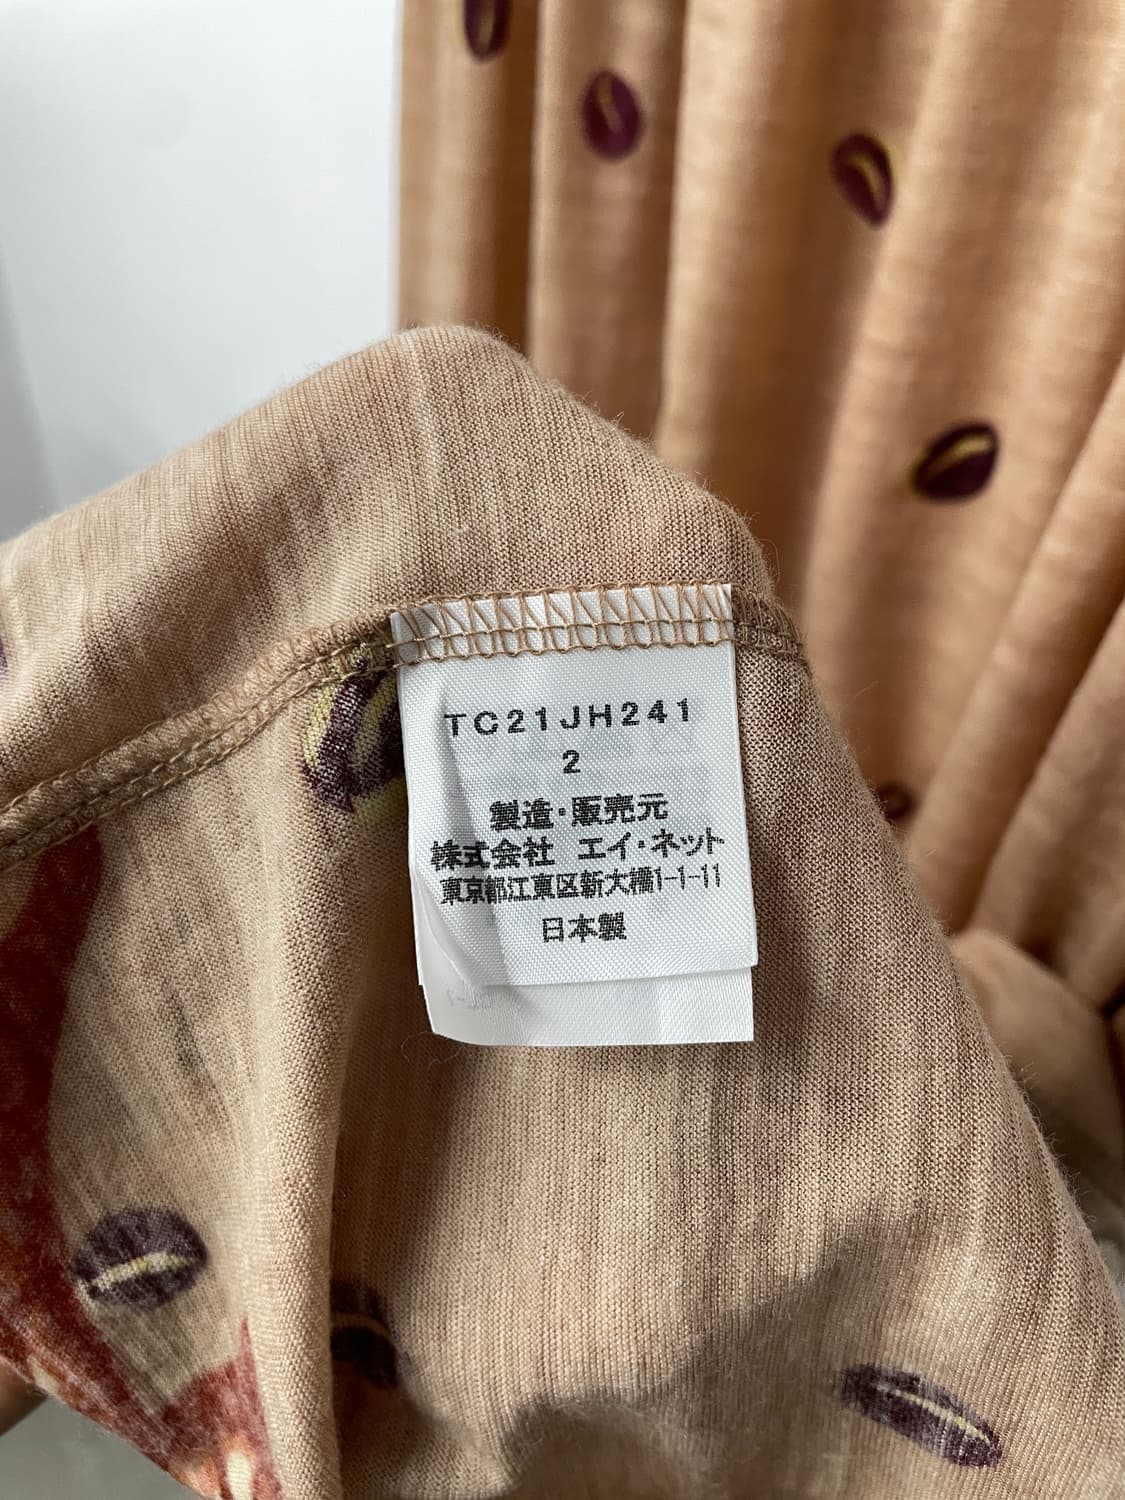 TC21JH241
2
製造・販売元
株式会社 エイ・ネット
東京都江東区新大橋1-1-11
日本製